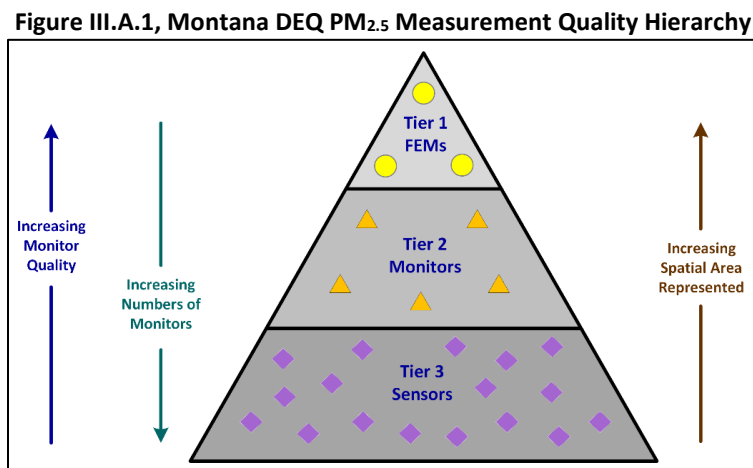 Figure III.A.1, Montana DEQ PM2.5 Measurement Quality Hierarchy
Tier 1
FEMs
Increasing
Monitor
Quality
Increasing
Numbers of
Monitors
Tier 2
Monitors
Increasing
Spatial Area
Represented
Tier 3
Sensors